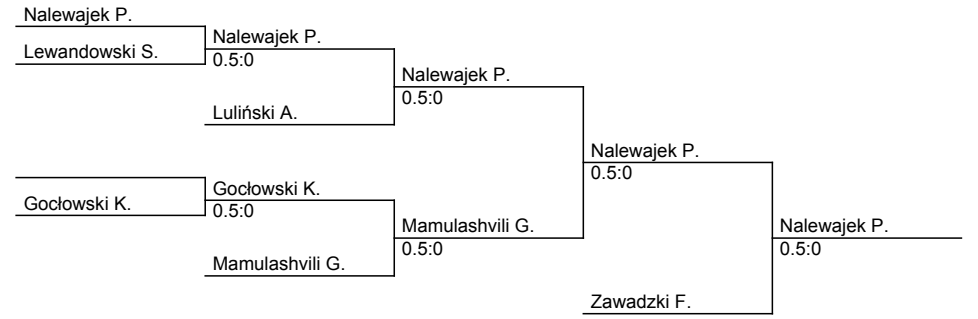 Nalewajek P.
Lewandowski S.
Nalewajek P.
0.5:0
Luliński A.
Nalewajek P.
0.5:0
Gocłowski K.
Gocłowski K.
0.5:0
Mamulashvili G.
Mamulashvili G.
0.5:0
Nalewajek P.
0.5:0
Zawadzki F.
Nalewajek P.
0.5:0